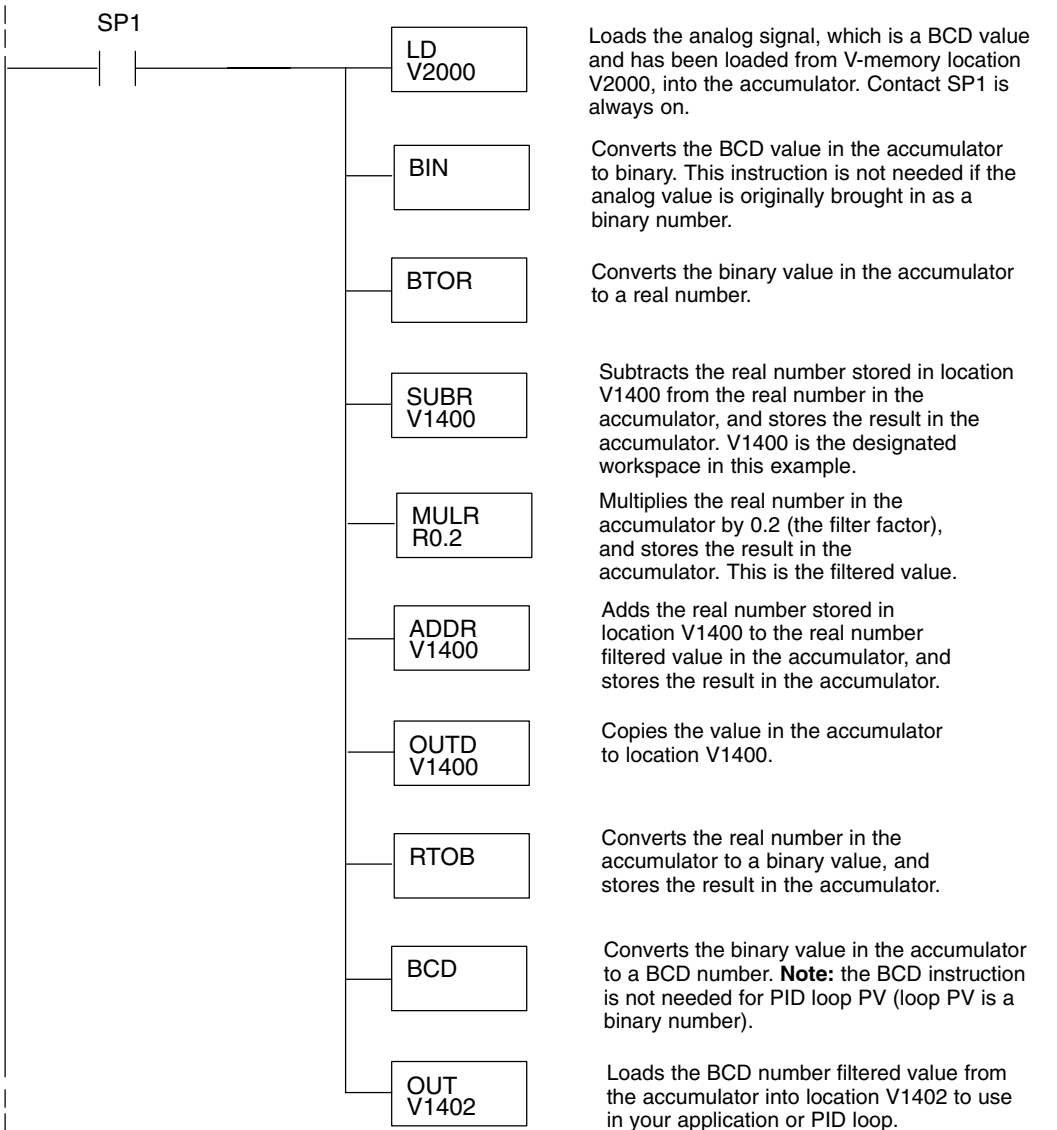 SP1
LD
V2000
Loads the analog signal, which is a BCD value
and has been loaded from V-memory location
V2000, into the accumulator. Contact SP1 is
always on.
BIN
Converts the BCD value in the accumulator
to binary. This instruction is not needed if the
analog value is originally brought in as a
binary number.
BTOR
Converts the binary value in the accumulator
to a real number.
SUBR
V1400
Subtracts the real number stored in location
V1400 from the real number in the
accumulator, and stores the result in the
accumulator. V1400 is the designated
workspace in this example.
MULR
R0.2
Multiplies the real number in the
accumulator by 0.2 (the filter factor),
and stores the result in the
accumulator. This is the filtered value.
ADDR
V1400
Adds the real number stored in
location V1400 to the real number
filtered value in the accumulator, and
stores the result in the accumulator.
OUTD
V1400
Copies the value in the accumulator
to location V1400.
RTOB
Converts the real number in the
accumulator to a binary value, and
stores the result in the accumulator.
BCD
Converts the binary value in the accumulator
to a BCD number. Note: the BCD instruction
is not needed for PID loop PV (loop PV is a
binary number).
OUT
V1402
Loads the BCD number filtered value from
the accumulator into location V1402 to use
in your application or PID loop.